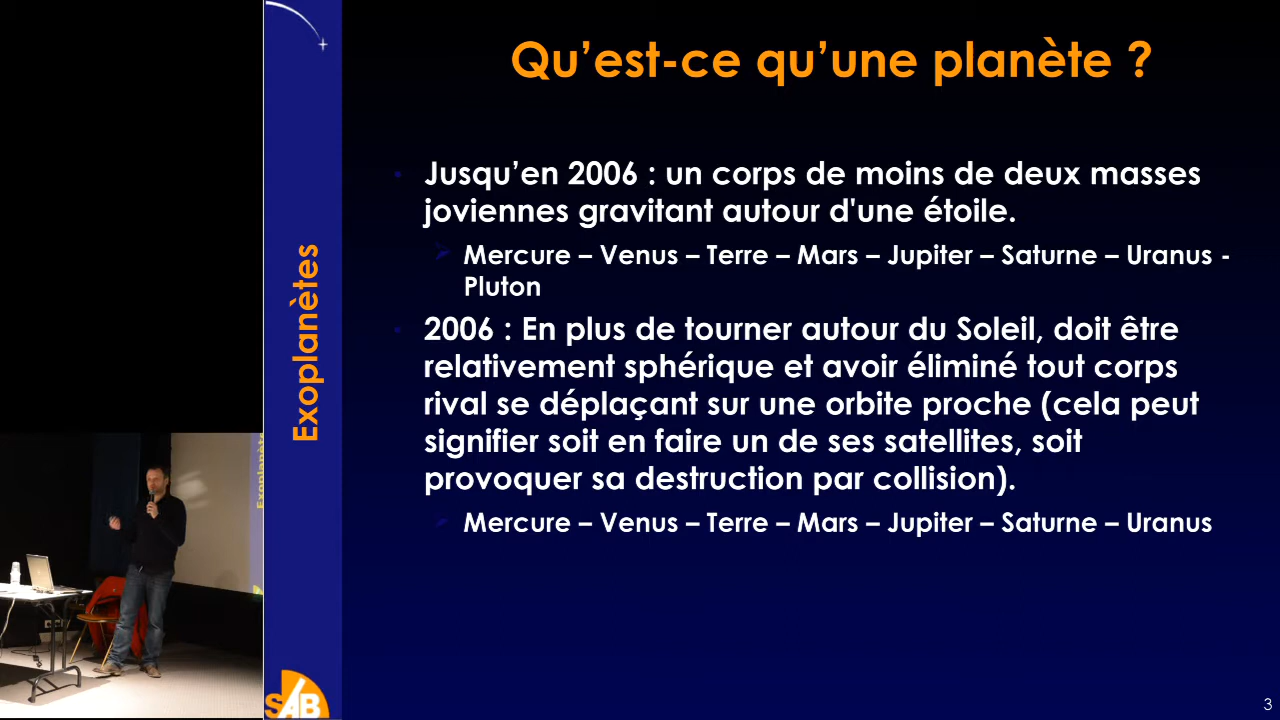 Qu’est-ce qu’une planète ?
Jusqu’en 2006 : un corps de moins de deux masses
joviennes gravitant autour d'une étoile.
Mercure – Venus – Terre – Mars – Jupiter – Saturne – Uranus -
Pluton
2006 : En plus de tourner autour du Soleil, doit être
relativement sphérique et avoir éliminé tout corps
rival se déplaçant sur une orbite proche (cela peut
signifier soit en faire un de ses satellites, soit
provoquer sa destruction par collision).
Mercure – Venus – Terre – Mars – Jupiter – Saturne – Uranus
Exoplanètes
Exoplanète
SAB
3